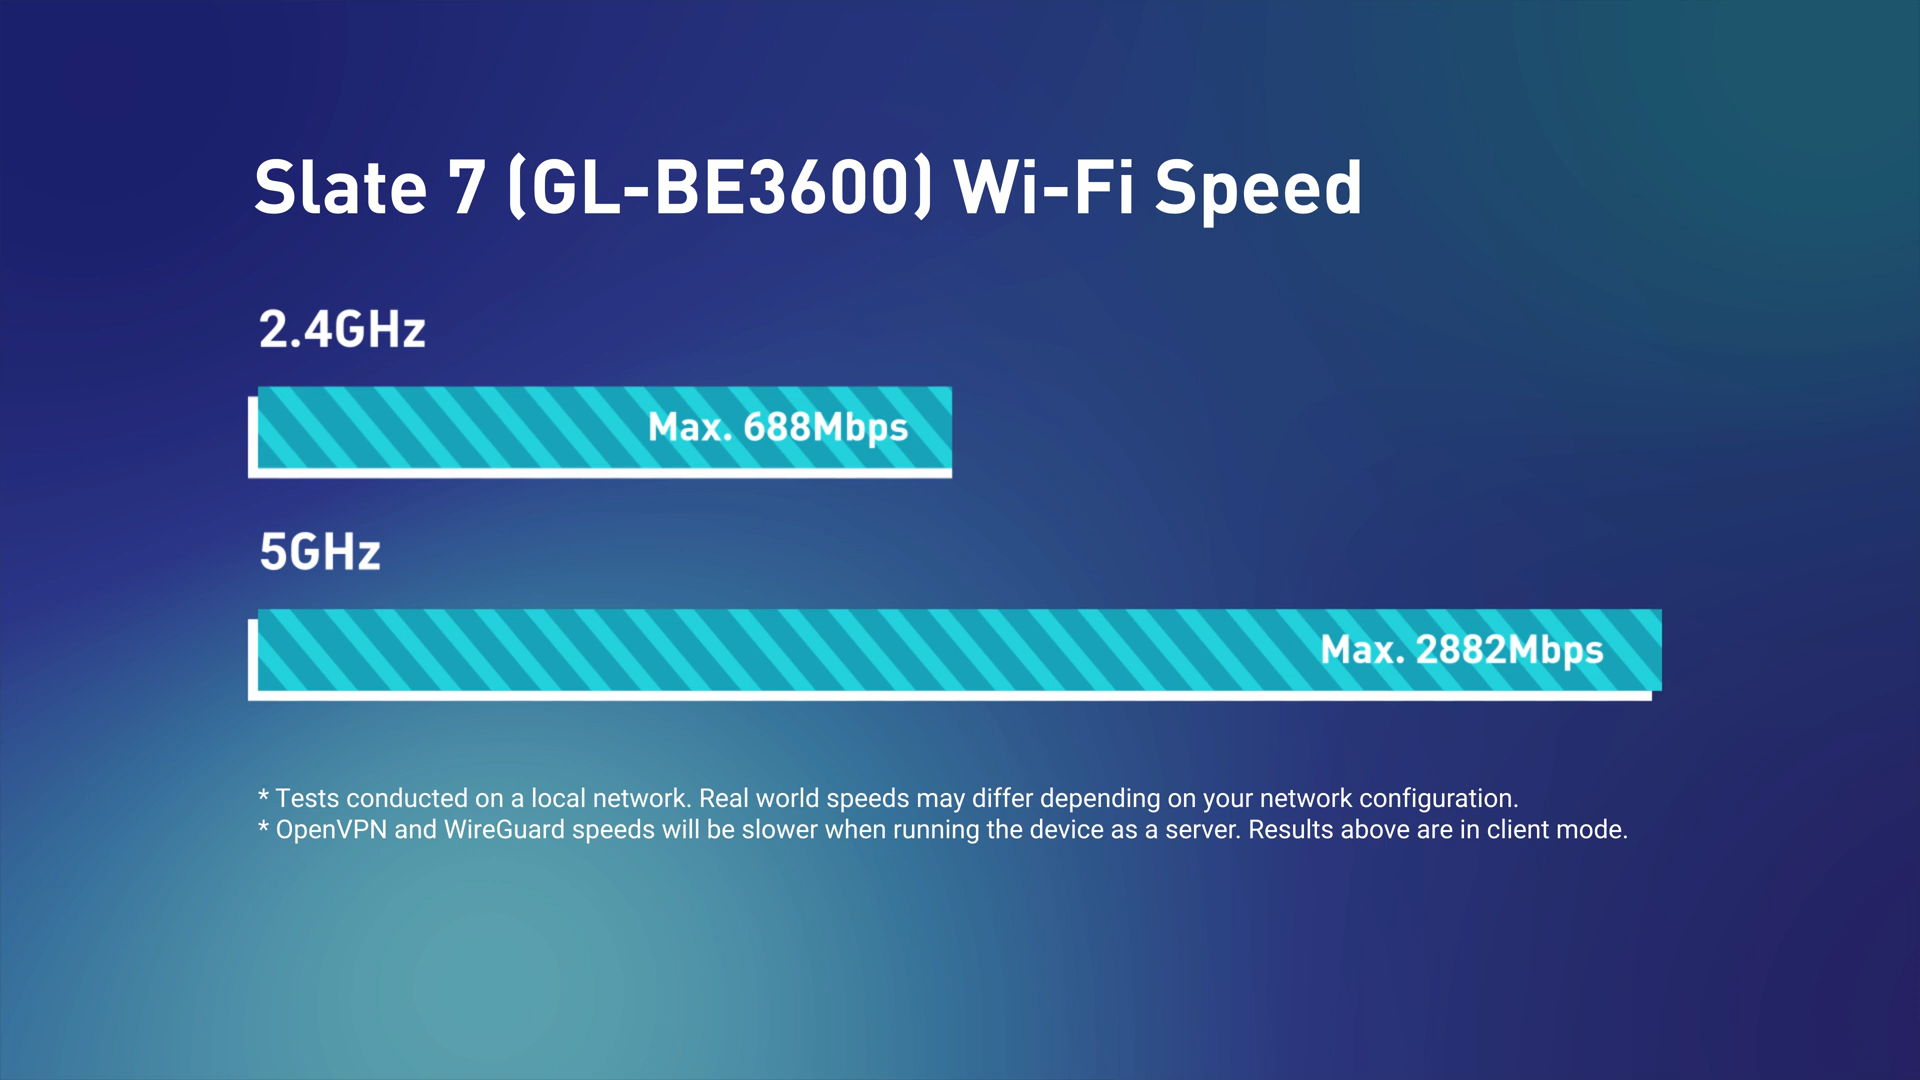 Slate 7 (GL-BE3600) Wi-Fi Speed
2.4GHz
Max. 688Mbps
5GHz
Max. 2882Mbps
* Tests conducted on a local network. Real world speeds may differ depending on your network configuration.
* OpenVPN and WireGuard speeds will be slower when running the device as a server. Results above are in client mode.